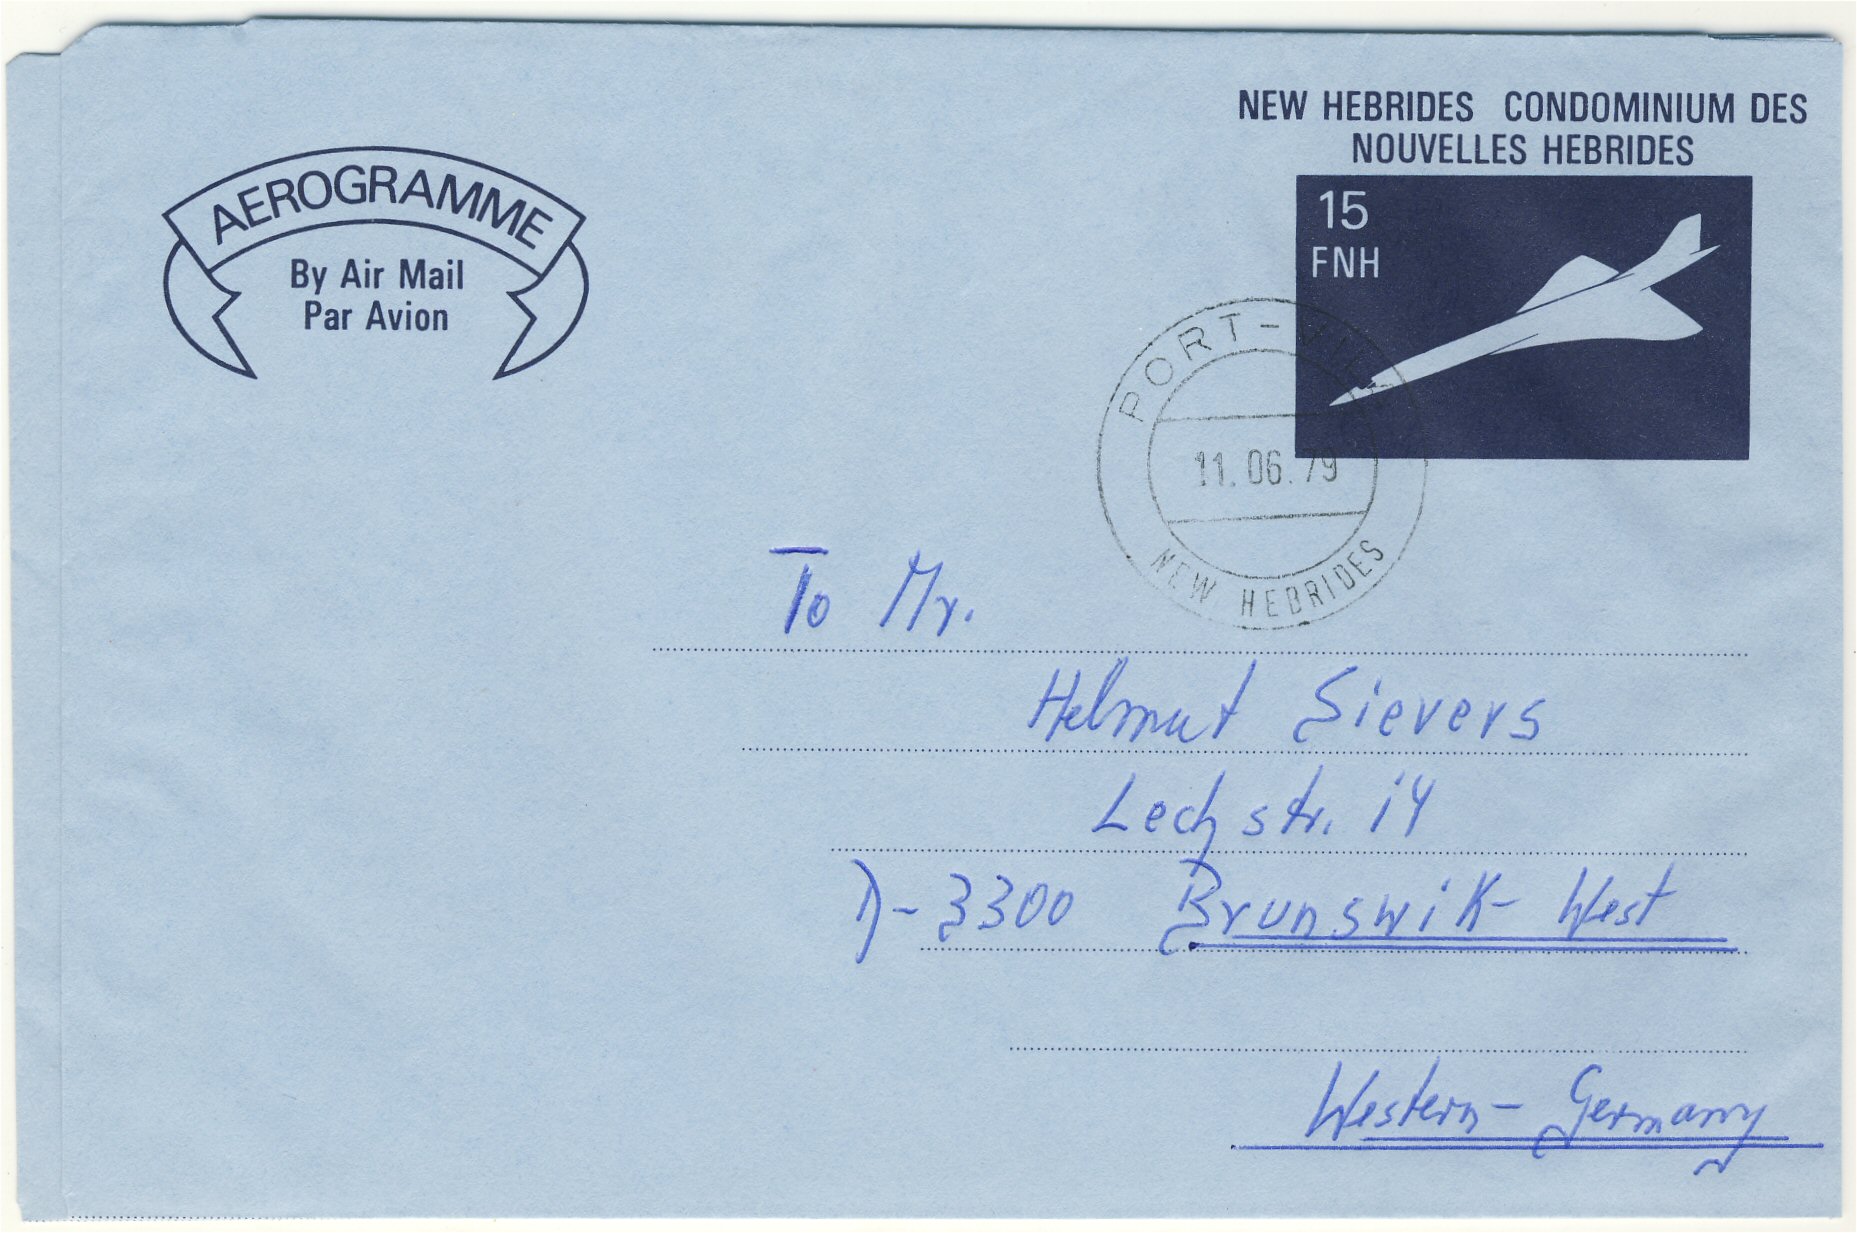 NEW HEBRIDES CONDOMINIUM DES
NOUVELLES HEBRIDES
AEROGRAMME
By Air Mail
Par Avion
15
FNH
PORT-VILA
11.06.79
NEW HEBRIDES
To Mr.
Helmut Sievers
Lechstr. 14
D-3300 Brunswik-West
Western-Germany